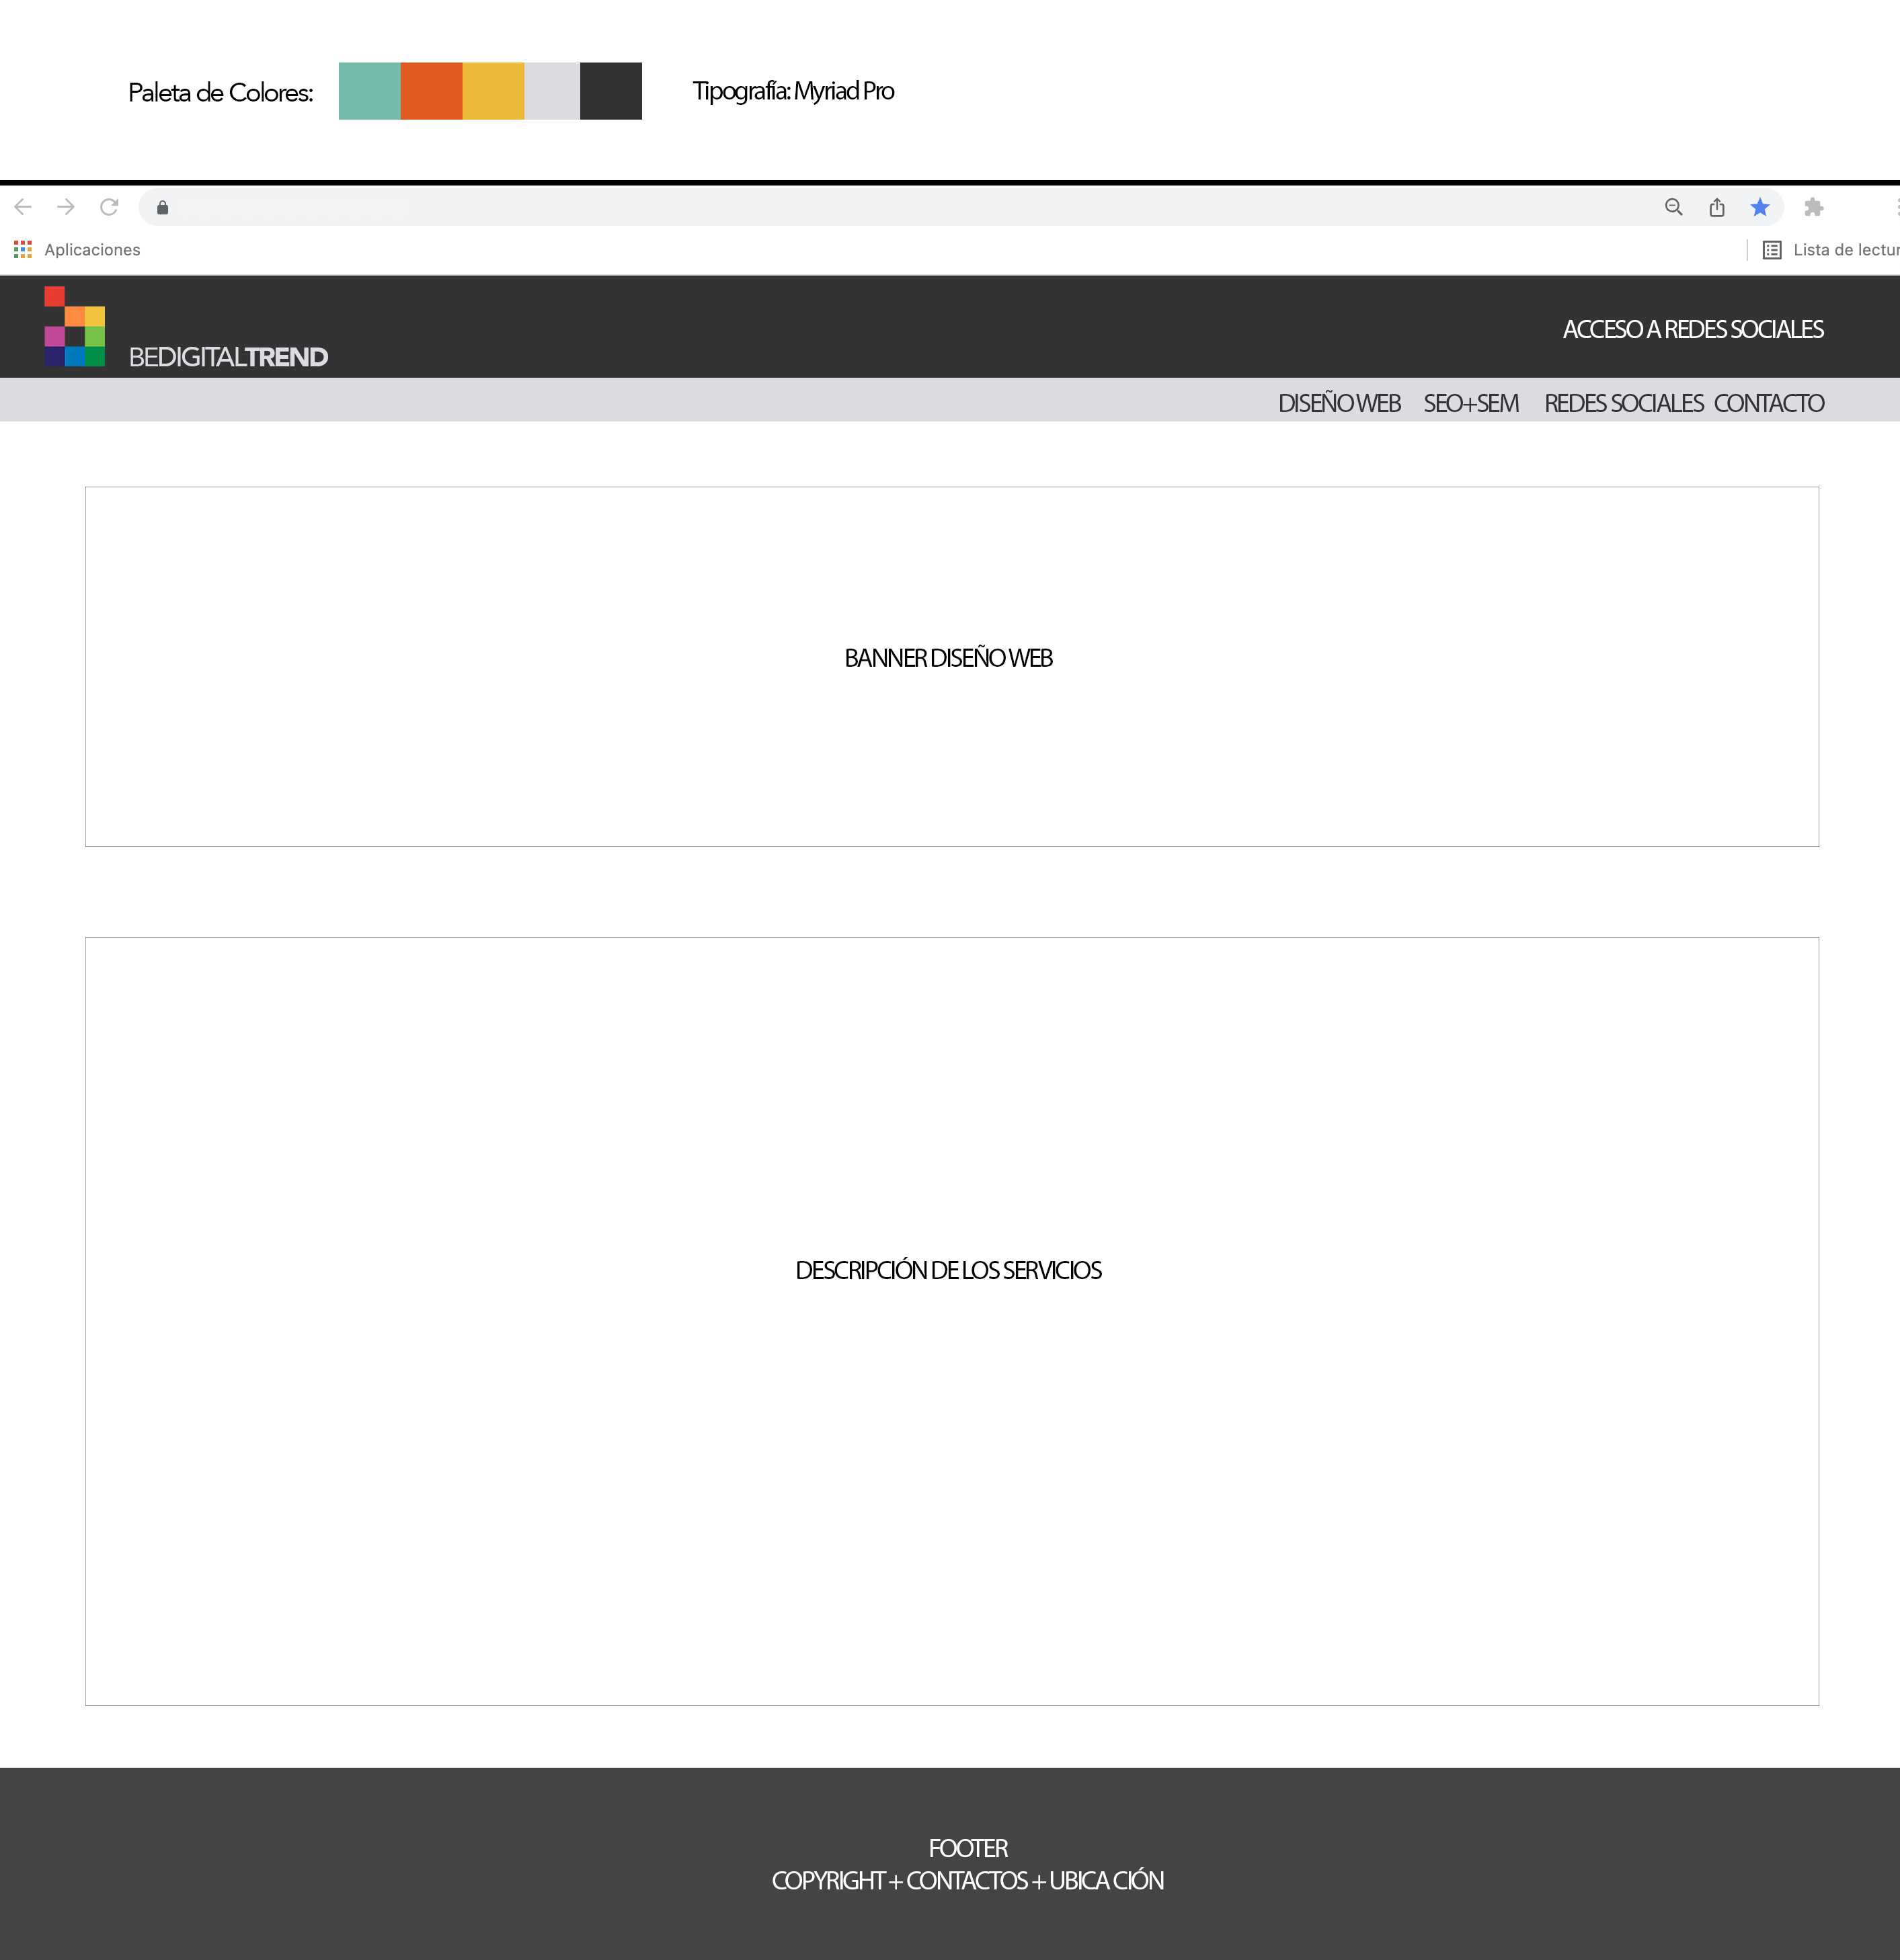 Paleta de Colores:
Tipografía: Myriad Pro
Aplicaciones
Lista de lectur
BEDIGITALTREND
ACCESO A REDES SOCIALES
DISEÑO WEB SEO+SEM REDES SOCIALES CONTACTO
BANNER DISEÑO WEB
DESCRIPCIÓN DE LOS SERVICIOS
FOOTER
COPYRIGHT + CONTACTOS + UBICA CIÓN